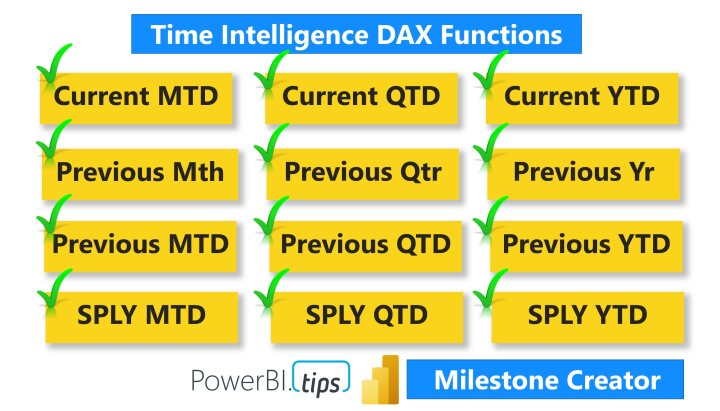 Time Intelligence DAX Functions
Current MTD
Current QTD
Current YTD
Previous Mth
Previous Qtr
Previous Yr
Previous MTD
Previous QTD
Previous YTD
SPLY MTD
SPLY QTD
SPLY YTD
PowerBI.tips
Milestone Creator